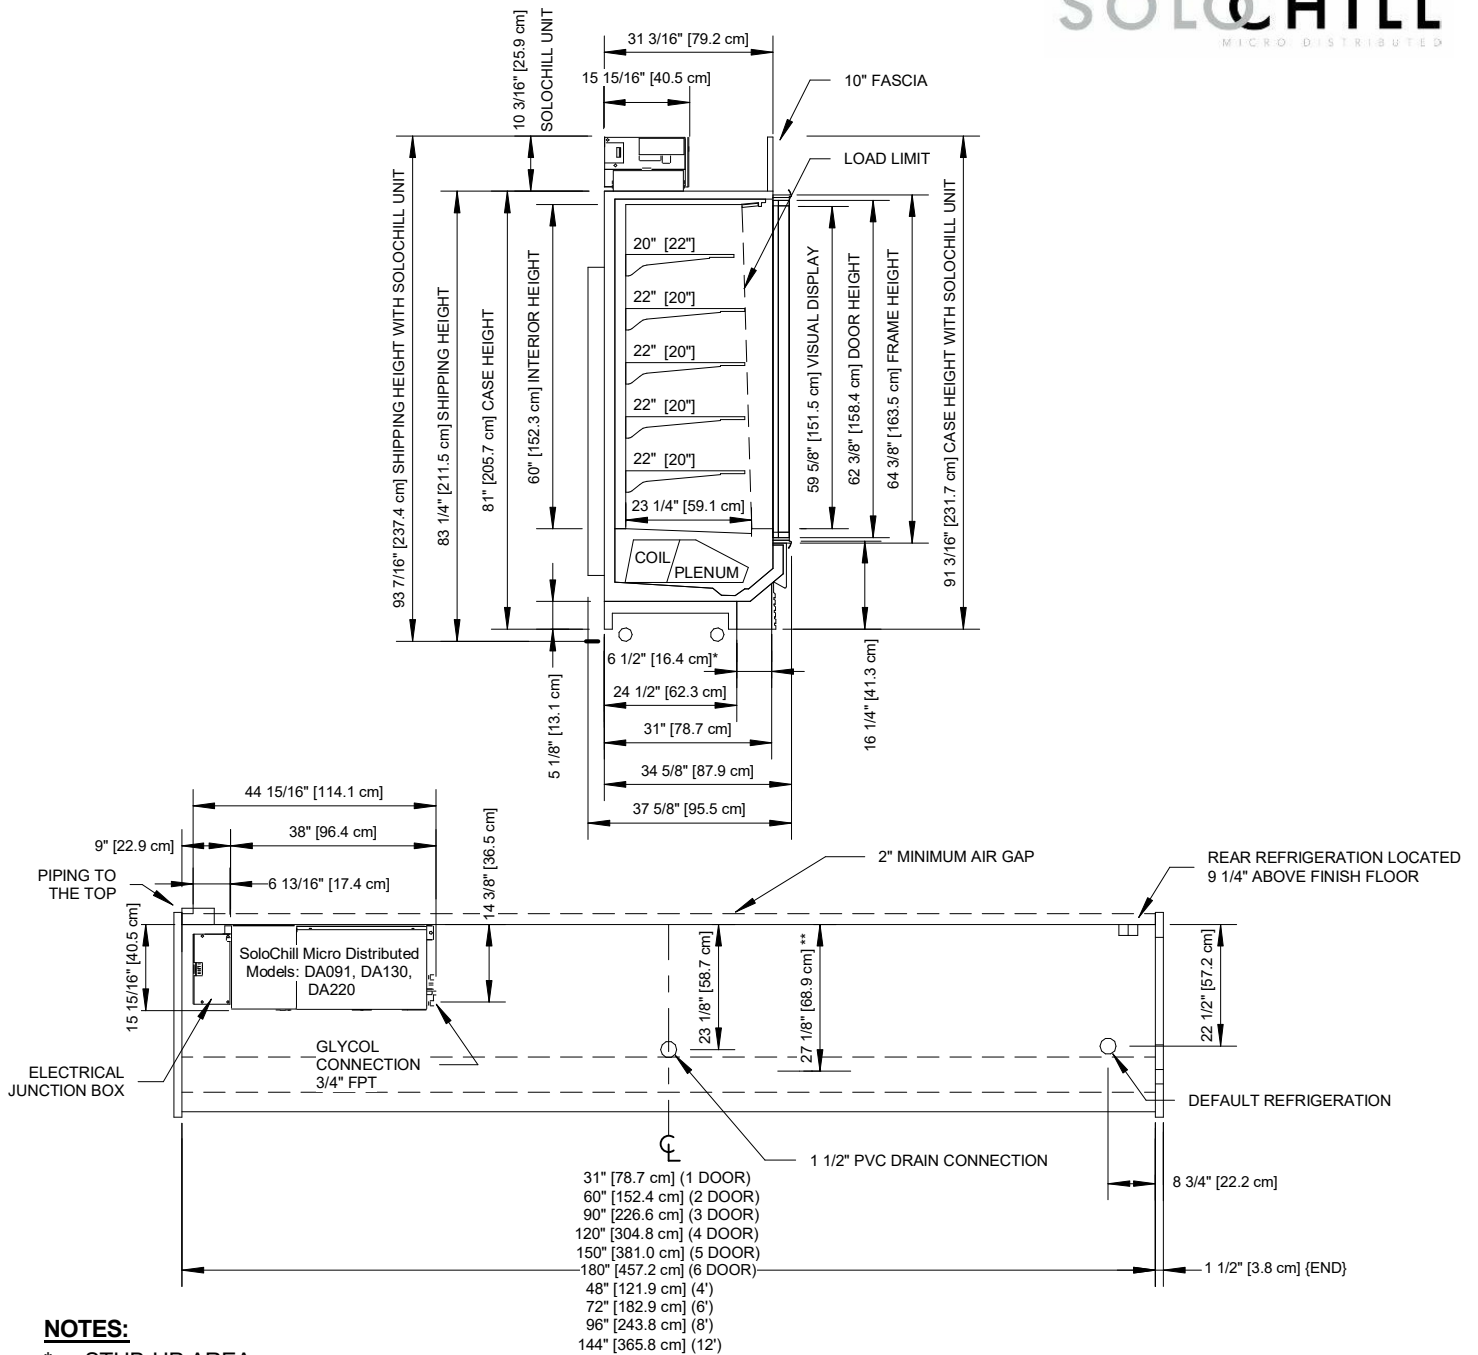 SOLOCHILL
MICRO DISTRIBUTED
31 3/16" [79.2 cm]
15 15/16" [40.5 cm]
10 3/16" [25.9 cm]
SOLOCHILL UNIT
10" FASCIA
LOAD LIMIT
93 7/16" [237.4 cm] SHIPPING HEIGHT WITH SOLOCHILL UNIT
83 1/4" [211.5 cm] SHIPPING HEIGHT
81" [205.7 cm] CASE HEIGHT
60" [152.3 cm] INTERIOR HEIGHT
20" [22"]
22" [20"]
22" [20"]
22" [20"]
22" [20"]
23 1/4" [59.1 cm]
COIL
PLENUM
59 5/8" [151.5 cm] VISUAL DISPLAY
62 3/8" [158.4 cm] DOOR HEIGHT
64 3/8" [163.5 cm] FRAME HEIGHT
91 3/16" [231.7 cm] CASE HEIGHT WITH SOLOCHILL UNIT
6 1/2" [16.4 cm]*
24 1/2" [62.3 cm]
31" [78.7 cm]
34 5/8" [87.9 cm]
37 5/8" [95.5 cm]
5 1/8" [13.1 cm]
16 1/4" [41.3 cm]
44 15/16" [114.1 cm]
38" [96.4 cm]
9" [22.9 cm]
6 13/16" [17.4 cm]
14 3/8" [36.5 cm]
PIPING TO
THE TOP
2" MINIMUM AIR GAP
REAR REFRIGERATION LOCATED
9 1/4" ABOVE FINISH FLOOR
15 15/16" [40.5 cm]
SoloChill Micro Distributed
Models: DA091, DA130,
DA220
23 1/8" [58.7 cm]
27 1/8" [68.9 cm] **
22 1/2" [57.2 cm]
ELECTRICAL
JUNCTION BOX
GLYCOL
CONNECTION
3/4" FPT
DEFAULT REFRIGERATION
CL
1 1/2" PVC DRAIN CONNECTION
8 3/4" [22.2 cm]
31" [78.7 cm] (1 DOOR)
60" [152.4 cm] (2 DOOR)
90" [226.6 cm] (3 DOOR)
120" [304.8 cm] (4 DOOR)
150" [381.0 cm] (5 DOOR)
180" [457.2 cm] (6 DOOR)
1 1/2" [3.8 cm] {END}
48" [121.9 cm] (4')
72" [182.9 cm] (6')
96" [243.8 cm] (8')
144" [365.8 cm] (12')
NOTES: